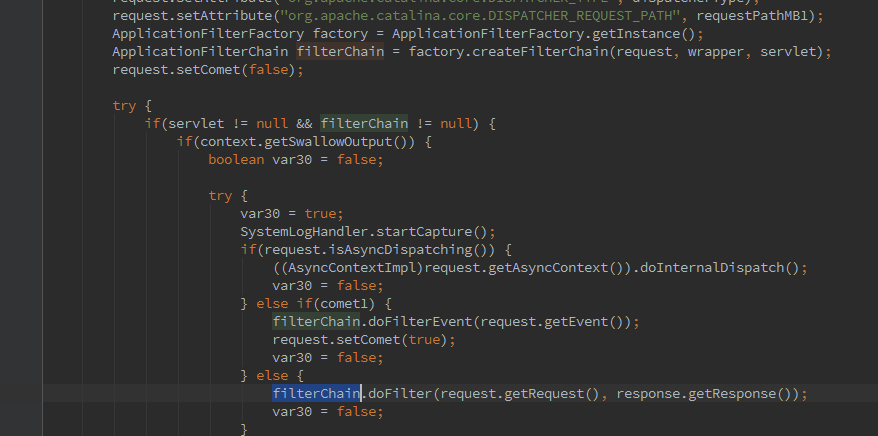 request.setAttribute("org.apache.catalina.core.DISPATCHER_TYPE", dispatcherType);
request.setAttribute("org.apache.catalina.core.DISPATCHER_REQUEST_PATH", requestPathMB1);
ApplicationFilterFactory factory = ApplicationFilterFactory.getInstance();
ApplicationFilterChain filterChain = factory.createFilterChain(request, wrapper, servlet);
request.setComet(false);
try {
if(servlet != null && filterChain != null) {
if(context.getSwallowOutput()) {
boolean var30 = false;
try {
var30 = true;
SystemLogHandler.startCapture();
if(request.isAsyncDispatching()) {
((AsyncContextImpl)request.getAsyncContext()).doInternalDispatch();
var30 = false;
} else if(comet1) {
filterChain.doFilterEvent(request.getEvent());
request.setComet(true);
var30 = false;
} else {
filterChain.doFilter(request.getRequest(), response.getResponse());
var30 = false;
}